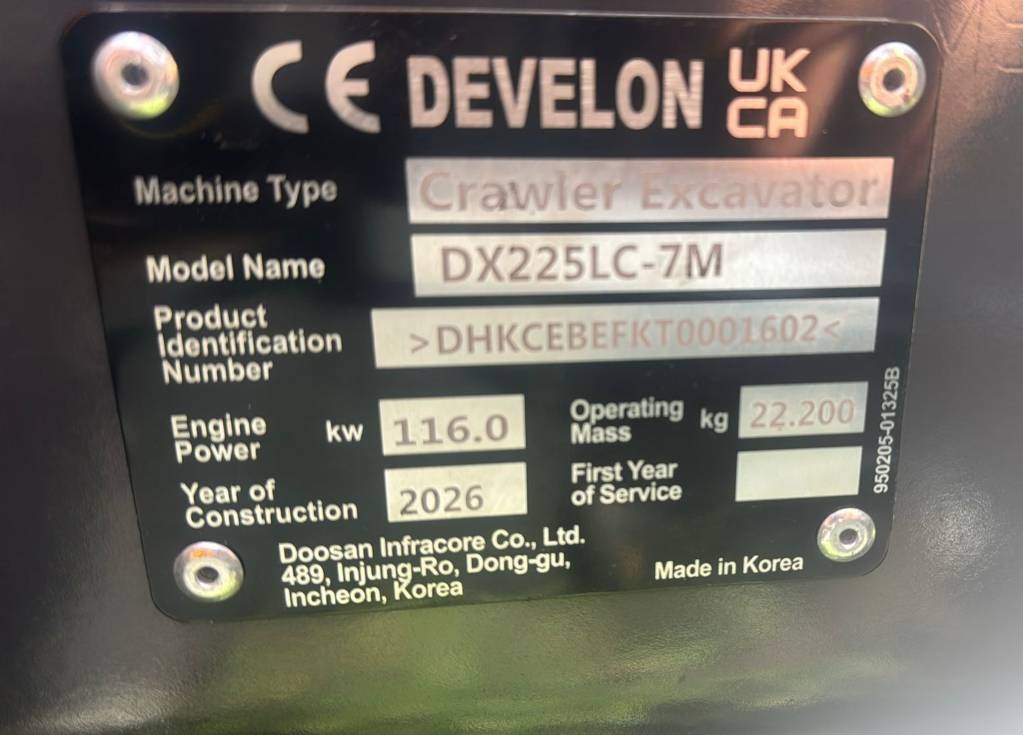 CE DEVELON UK CA
Machine Type Crawler Excavator
Model Name DX225LC-7M
Product
Identification
Number
>DHKCEBEFKT0001602<
Engine
Power
kw 116.0
Operating
Mass
kg 22.200
Year of
Construction
2026
First Year
of Service
950205-01325B
Doosan Infracore Co., Ltd.
489, Injung-Ro, Dong-gu,
Incheon, Korea
Made in Korea